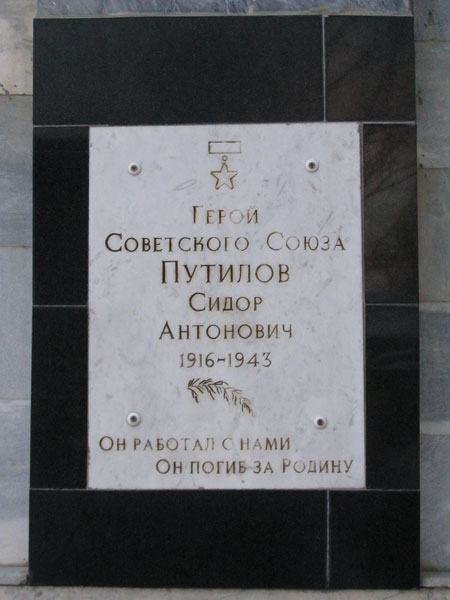 Герой
Советского Союза
Путилов
Сидор
Антонович
1916-1943
Он работал с нами
Он погиб за Родину